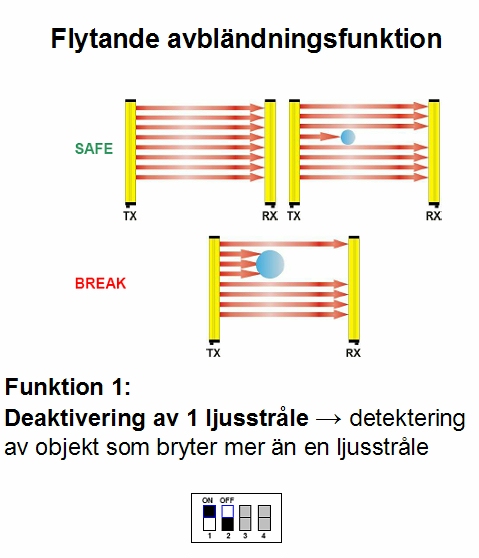 Flytande avbländningsfunktion
SAFE
TX RX TX RX
BREAK
TX RX
Funktion 1:
Deaktivering av 1 ljusstråle → detektering
av objekt som bryter mer än en ljusstråle
ON OFF
1 2 3 4